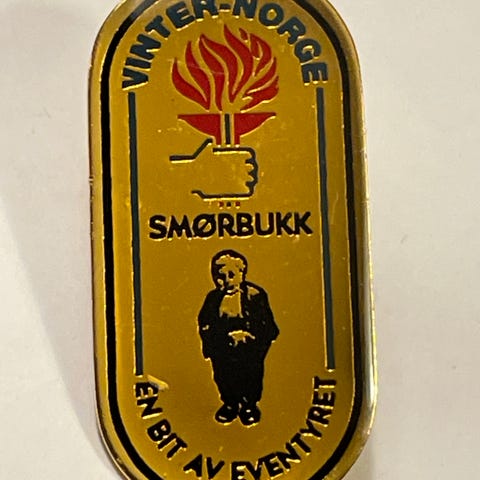 VINTER-NORGE
SMØRBUKK
EN BIT AV EVENTYRET